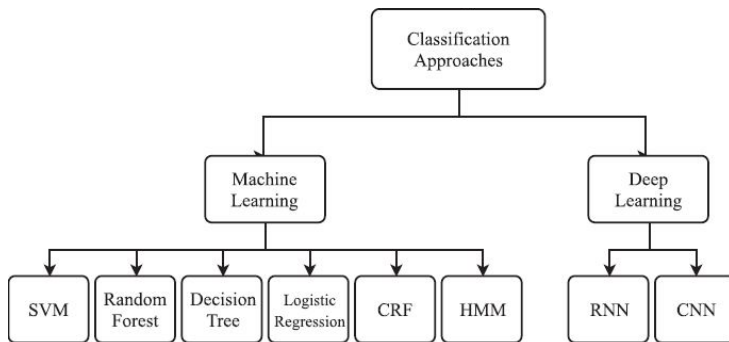 Classification
Approaches
Machine
Learning
Deep
Learning
SVM
Random
Forest
Decision
Tree
Logistic
Regression
CRF
HMM
RNN
CNN